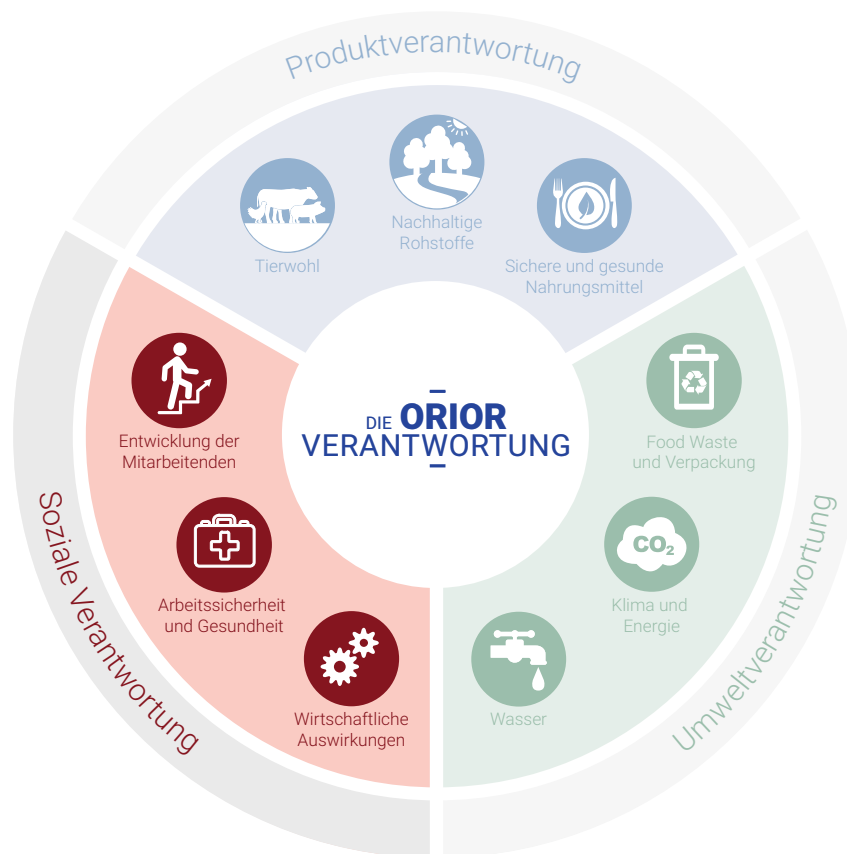 Produktverantwortung
Tierwohl
Nachhaltige
Rohstoffe
Sichere und gesunde
Nahrungsmittel
DIE ORIOR
VERANTWORTUNG
Entwicklung der
Mitarbeitenden
Arbeitssicherheit
und Gesundheit
Wirtschaftliche
Auswirkungen
Soziale Verantwortung
Food Waste
und Verpackung
CO₂
Klima und
Energie
Wasser
Umweltverantwortung